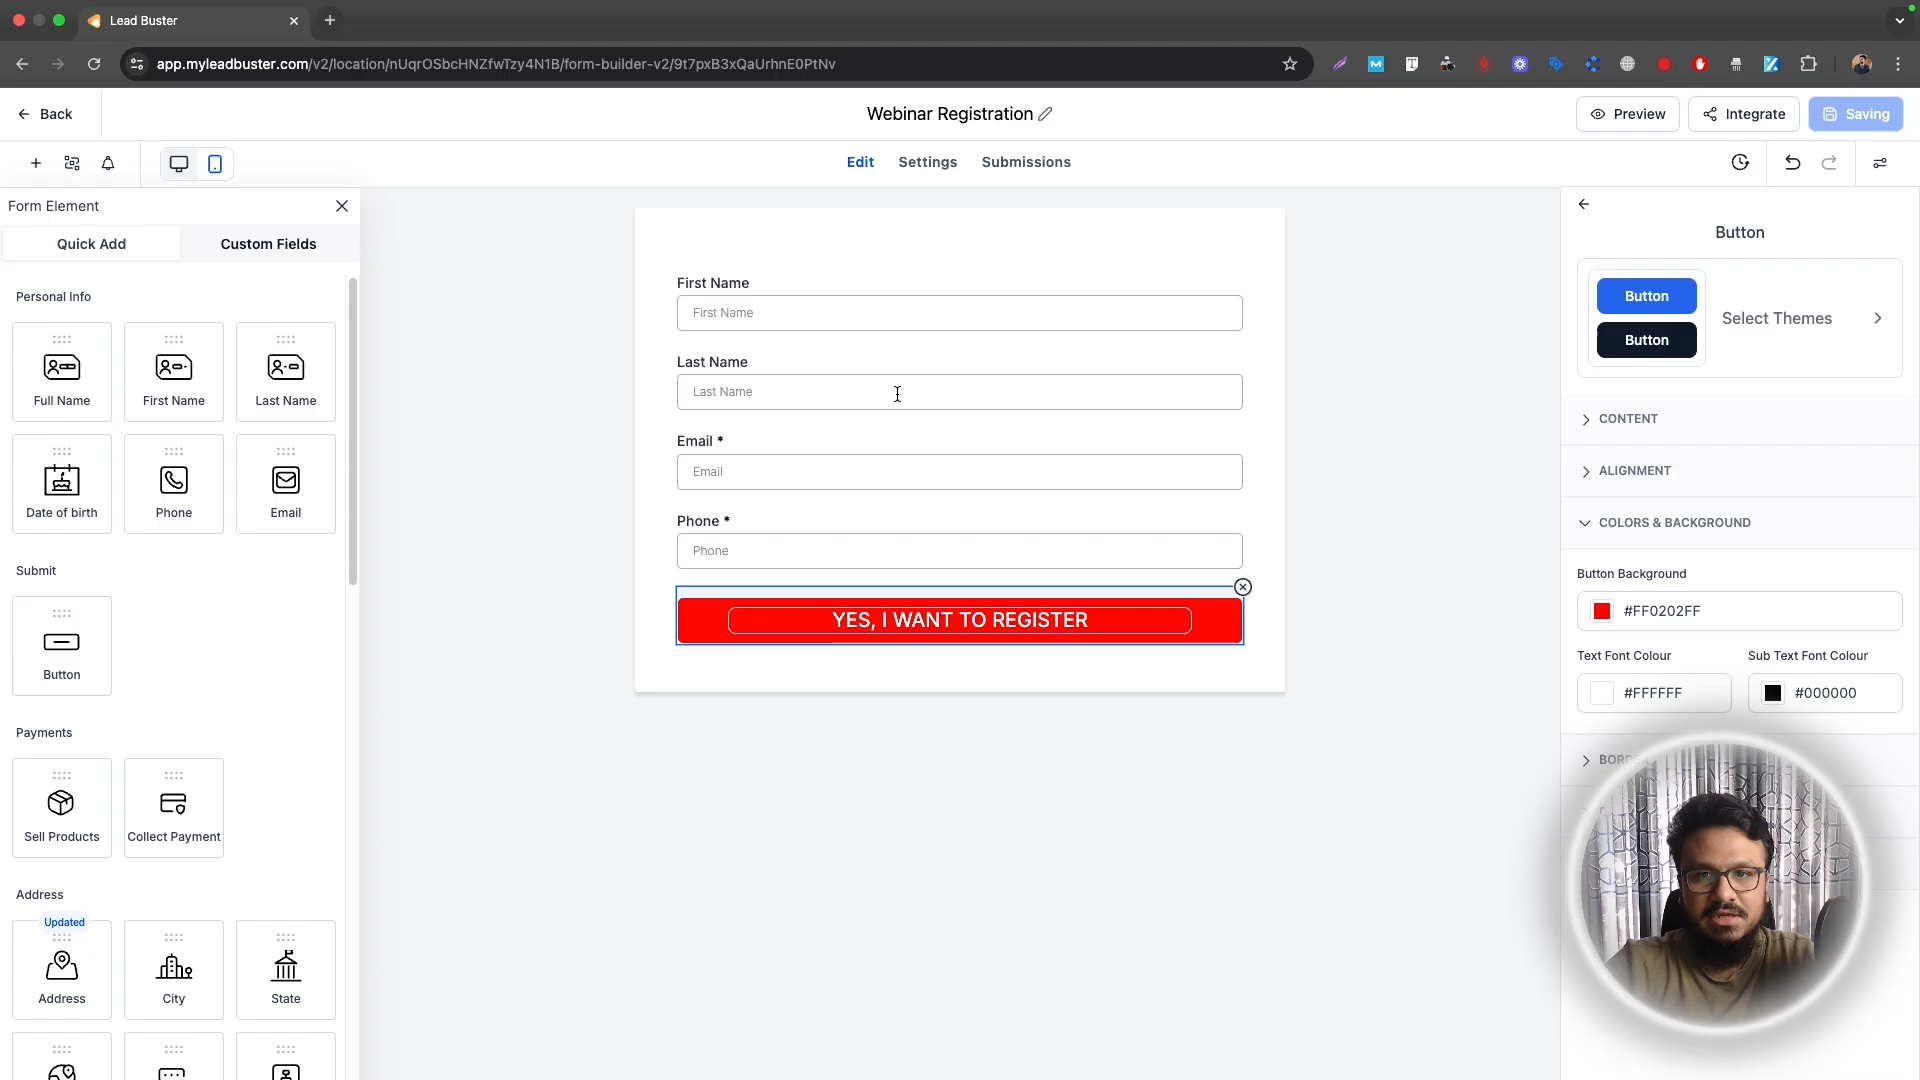 Lead Buster
app.myleadbuster.com/v2/location/nUqrOSbcHNZfwTzy4N1B/form-builder-v2/9t7pxB3xQaUrhnE0PtNv
Back
Webinar Registration
Preview
Integrate
Saving
Edit
Settings
Submissions
Form Element
Quick Add
Custom Fields
Personal Info
Full Name
First Name
Last Name
Date of birth
Phone
Email
Submit
Button
Payments
Sell Products
Collect Payment
Address
Updated
Address
City
State
First Name
First Name
Last Name
Last Name
Email *
Email
Phone *
Phone
YES, I WANT TO REGISTER
Button
Button
Button
Select Themes
CONTENT
ALIGNMENT
COLORS & BACKGROUND
Button Background
#FF0202FF
Text Font Colour
Sub Text Font Colour
#FFFFFF
#000000